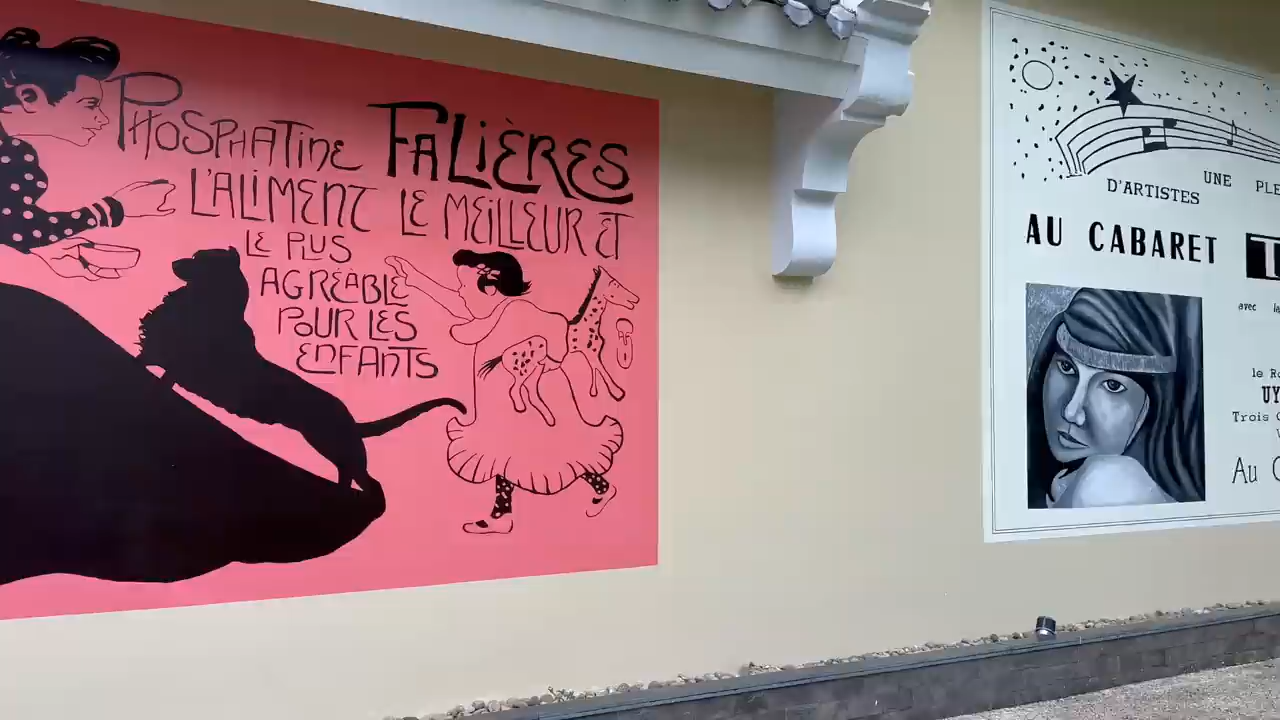 PHOSPHATINE FALIÈRES
L'ALIMENT LE MEILLEUR ET
LE PLUS
AGRÉABLE
POUR LES
ENFANTS
UNE
D'ARTISTES
AU CABARET
avec
le
Trois
Au